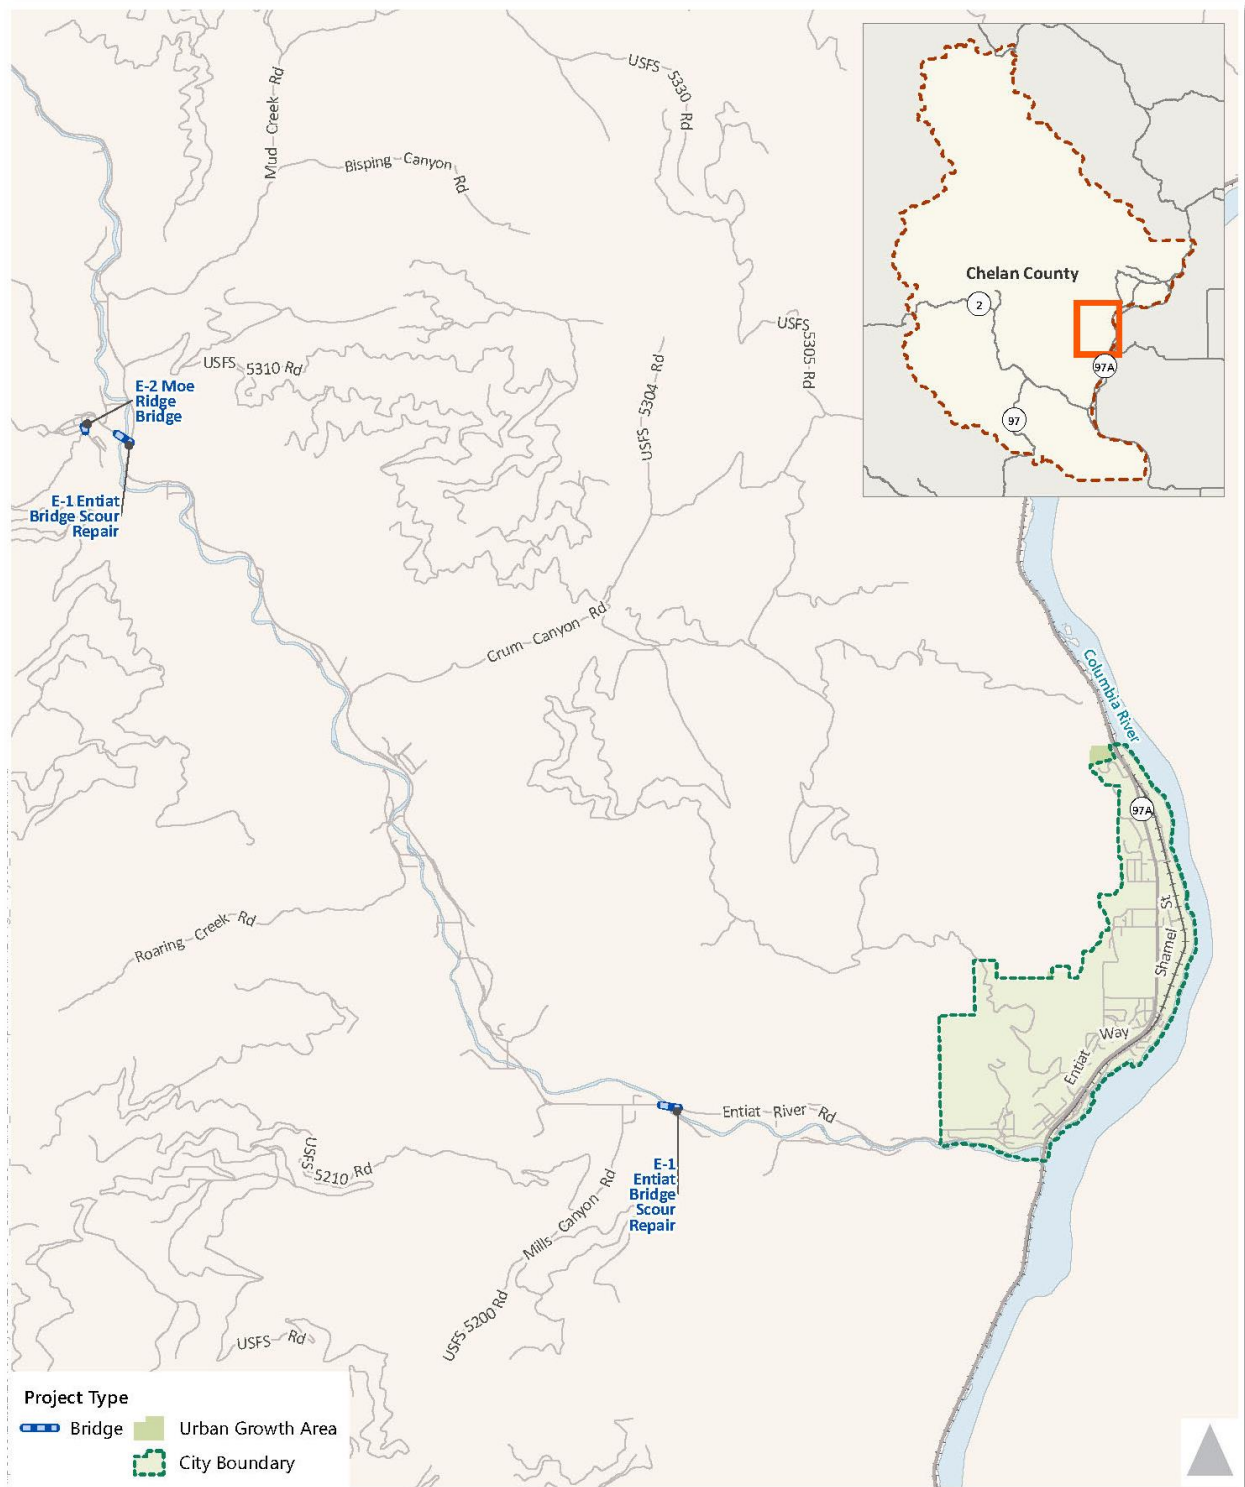 USFS 5330 Rd
Mud Creek Rd
Bisping Canyon Rd
Chelan County
2
97A
97
USFS 5305 Rd
USFS 5310 Rd
USFS 5304 Rd
E-2 Moe
Ridge
Bridge
E-1 Entiat
Bridge Scour
Repair
Crum Canyon Rd
Columbia River
97A
Shamel St
Roaring Creek Rd
Entiat Way
Entiat River Rd
USFS 5210 Rd
E-1
Entiat
Bridge
Scour
Repair
Mills Canyon Rd
USFS 5200 Rd
USFS Rd
Project Type
Bridge
Urban Growth Area
City Boundary